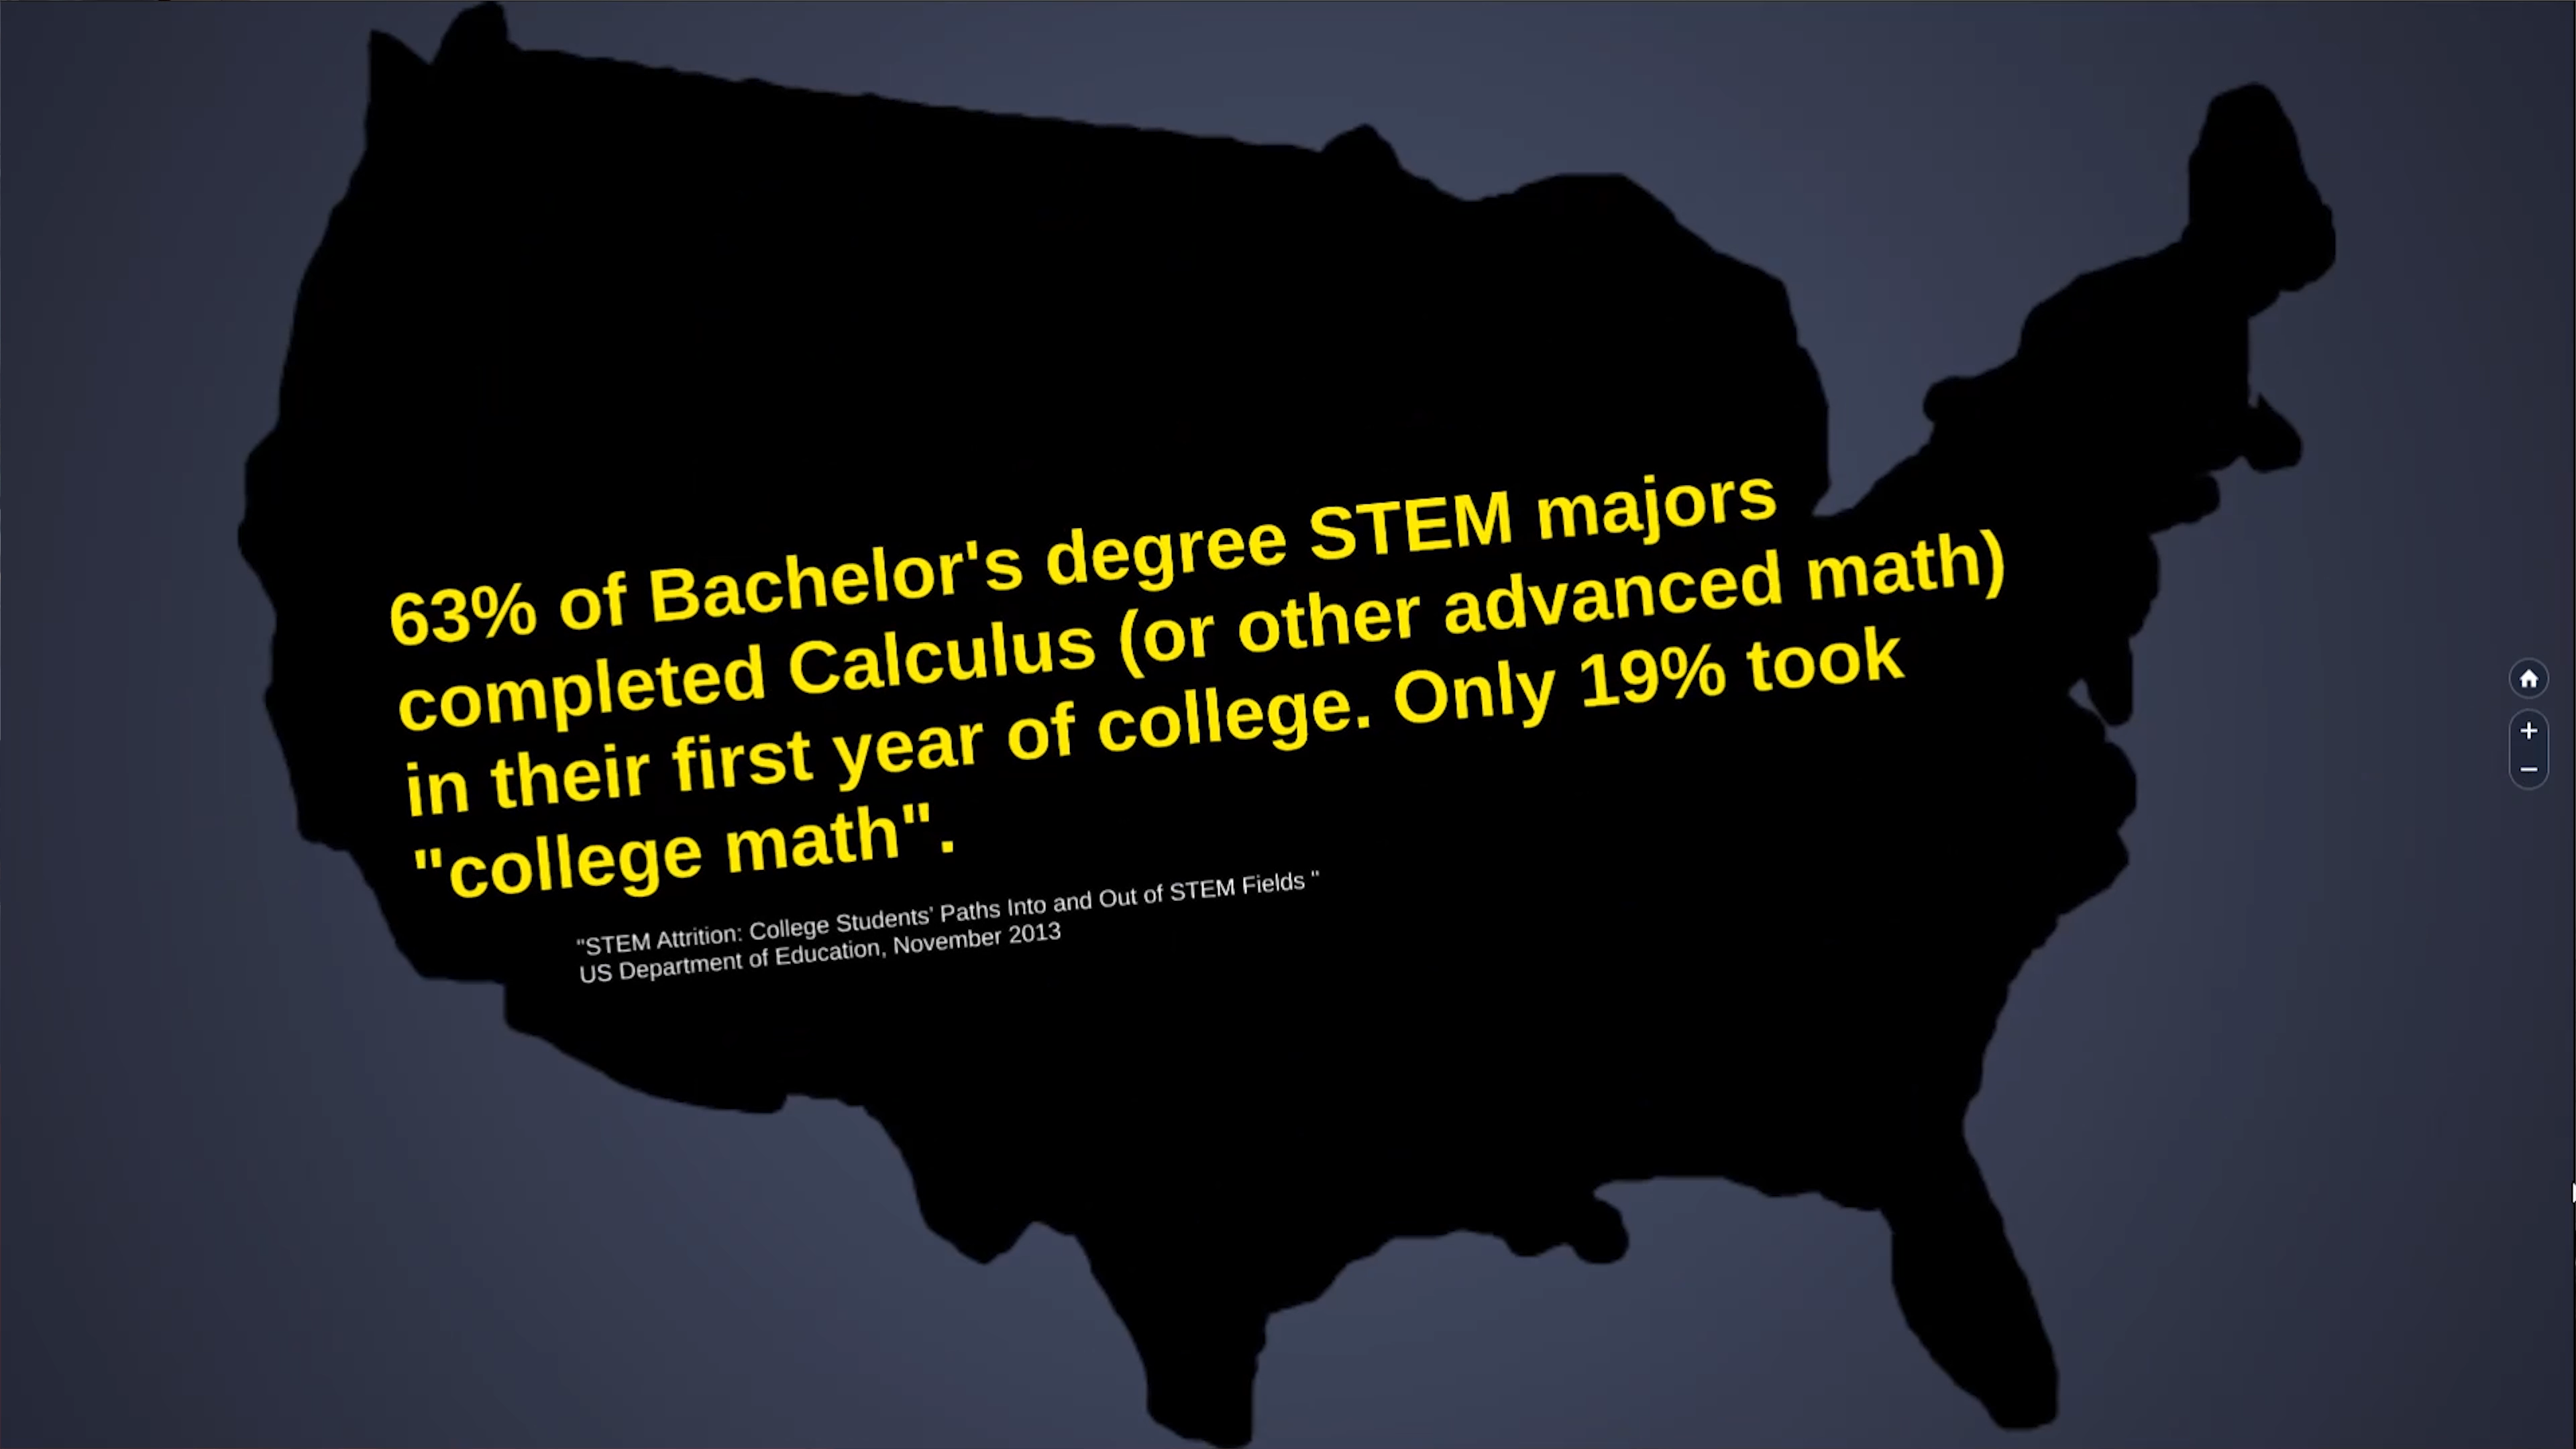 63% of Bachelor's degree STEM majors
completed Calculus (or other advanced math)
in their first year of college. Only 19% took
"college math".
"STEM Attrition: College Students’ Paths Into and Out of STEM Fields "
US Department of Education, November 2013